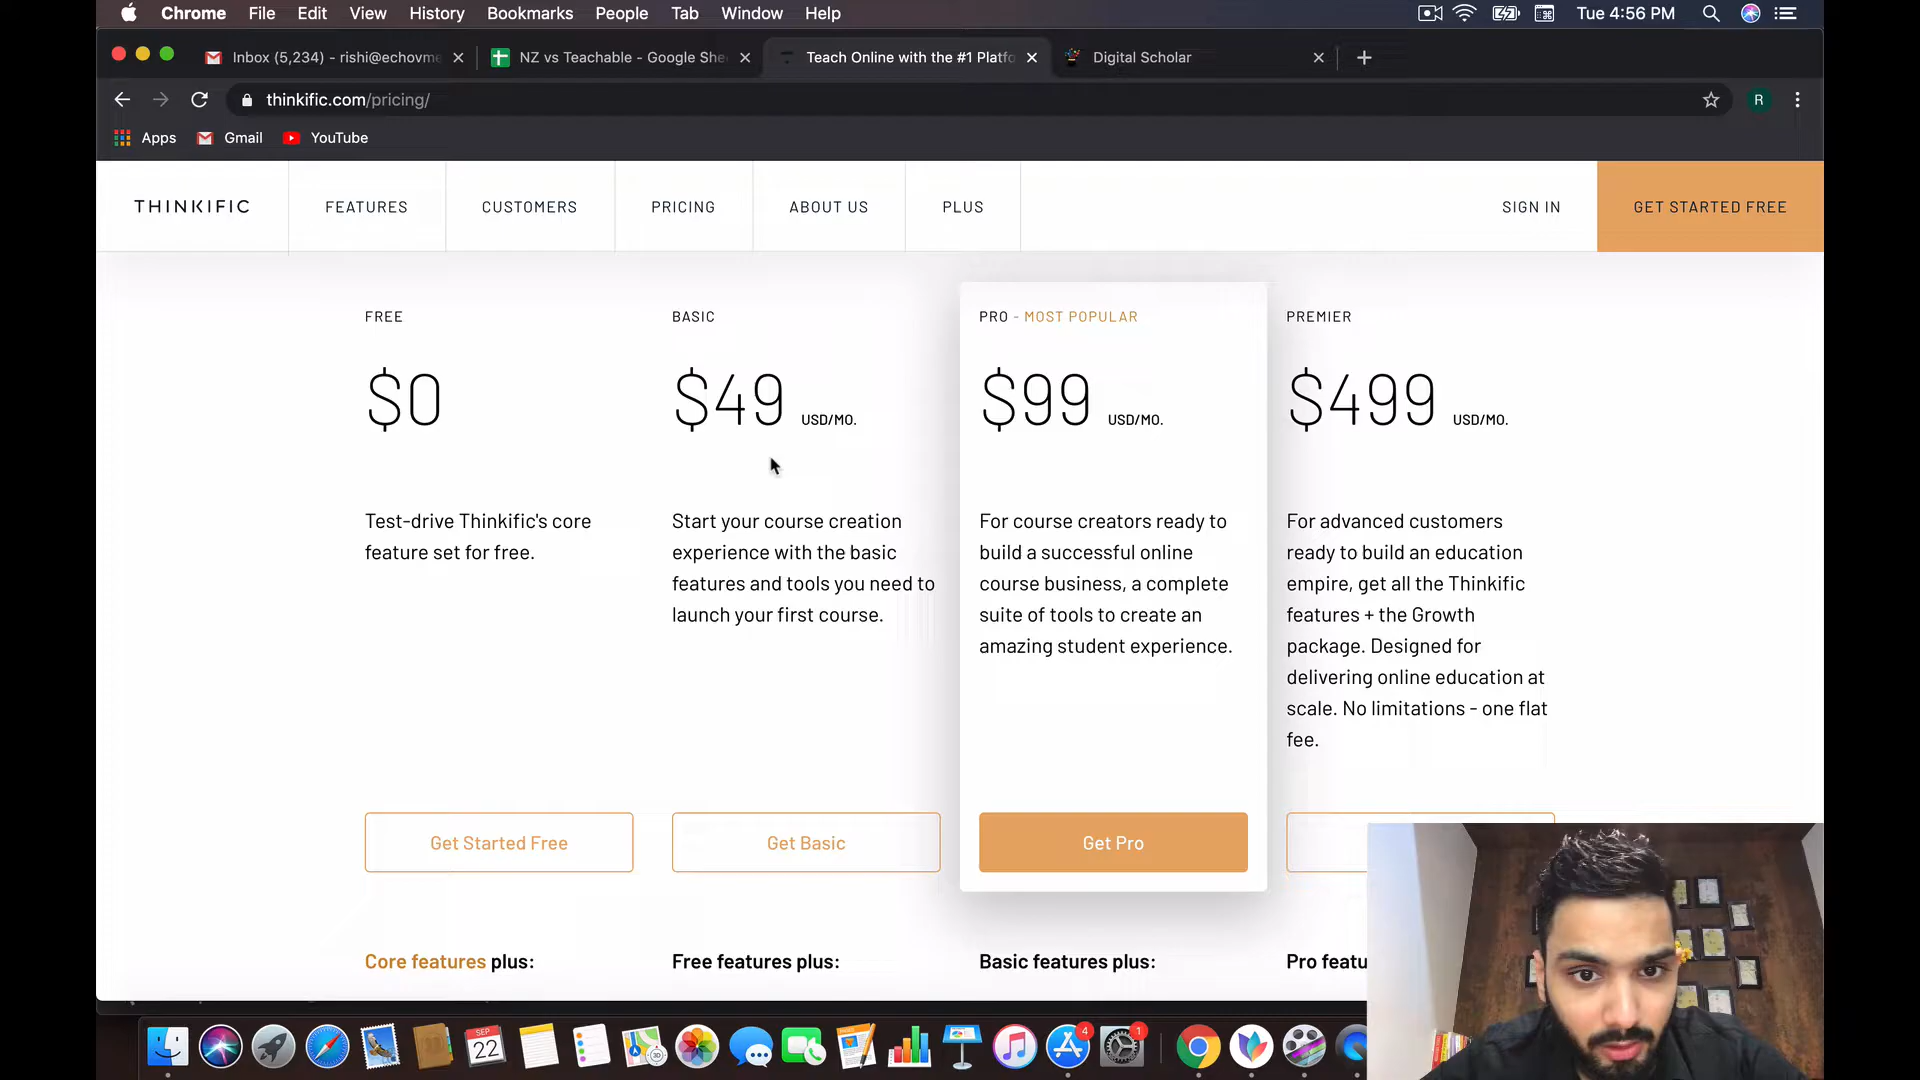 Chrome File Edit View History Bookmarks People Tab Window Help Tue 4:56 PM
Inbox (5,234) - rishi@echovme
NZ vs Teachable - Google She
Teach Online with the #1 Platfo
Digital Scholar
thinkific.com/pricing/
R
Apps Gmail YouTube
THINKIFIC FEATURES CUSTOMERS PRICING ABOUT US PLUS SIGN IN GET STARTED FREE
FREE
$0
Test-drive Thinkific's core
feature set for free.
Get Started Free
Core features plus:
BASIC
$49 USD/MO.
Start your course creation
experience with the basic
features and tools you need to
launch your first course.
Get Basic
Free features plus:
PRO - MOST POPULAR
$99 USD/MO.
For course creators ready to
build a successful online
course business, a complete
suite of tools to create an
amazing student experience.
Get Pro
Basic features plus:
PREMIER
$499 USD/MO.
For advanced customers
ready to build an education
empire, get all the Thinkific
features + the Growth
package. Designed for
delivering online education at
scale. No limitations - one flat
fee.
Pro featu
SEP
22
3D
4
1